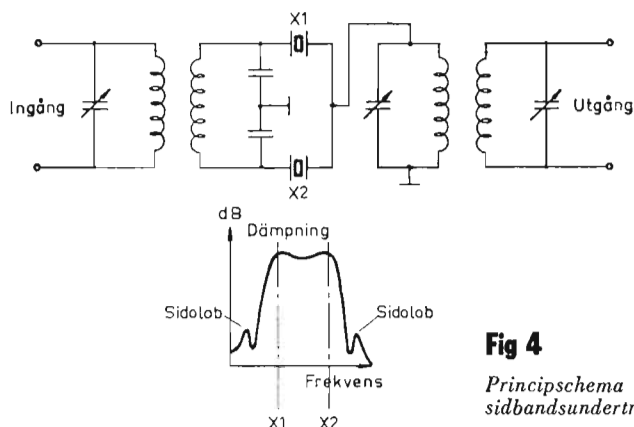 X1
Ingång
Utgång
X2
dB
Dämpning
Sidolob
Sidolob
Frekvens
X1
X2
Fig 4
Principschema